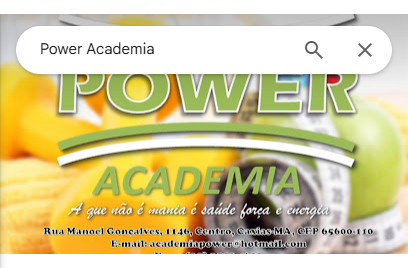 Power Academia
POWER
ACADEMIA
A que não é mania é saúde força e energia
Rua Manoel Gonçalves, 1146, Centro, Caxias-MA, CEP 65600-110
E-mail: academiapower@hotmail.com